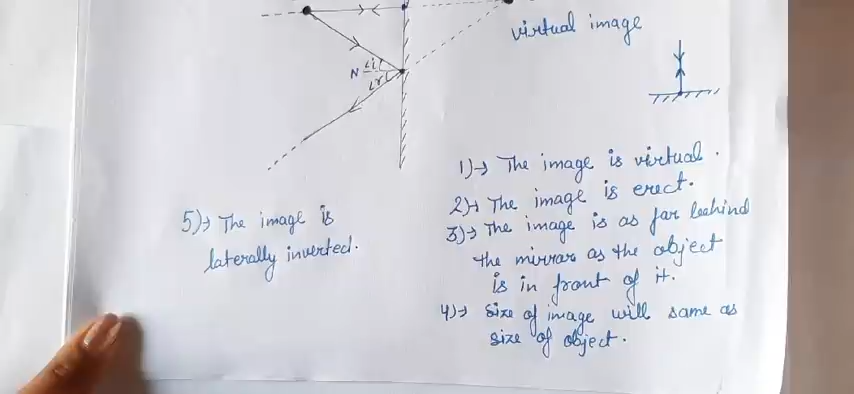 virtual image
N
∠i
∠r
1)→ The image is virtual.
2)→ The image is erect.
3)→ The image is as far behind
the mirror as the object
is in front of it.
4)→ size of image will same as
size of object.
5)→ The image is
laterally inverted.